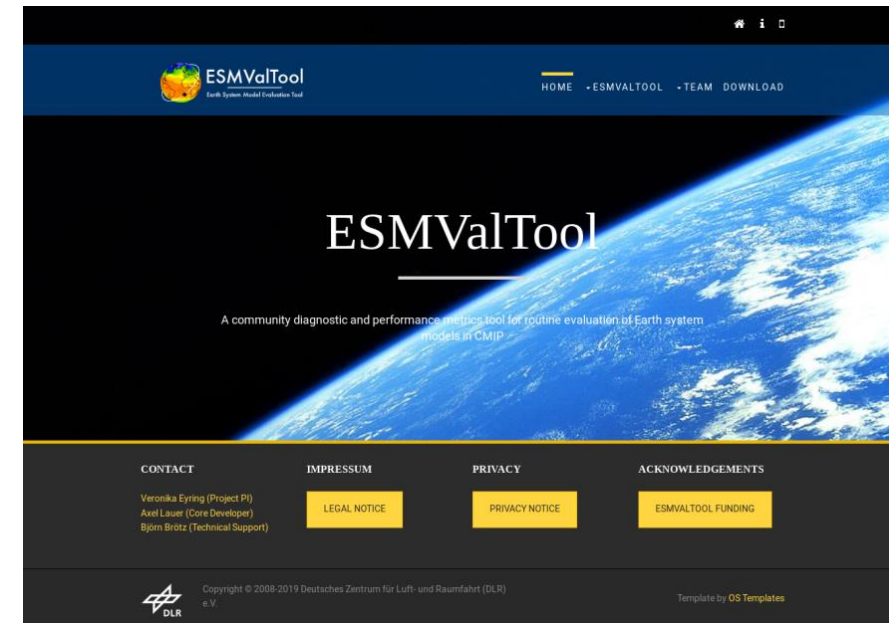 ESMValTool
Earth System Model Evaluation Tool
HOME ESMVALTOOL TEAM DOWNLOAD
ESMValTool
A community diagnostic and performance metrics tool for routine evaluation of Earth system
models in CMIP
CONTACT
Veronika Eyring (Project PI)
Axel Lauer (Core Developer)
Björn Brötz (Technical Support)
IMPRESSUM
LEGAL NOTICE
PRIVACY
PRIVACY NOTICE
ACKNOWLEDGEMENTS
ESMVALTOOL FUNDING
DLR
Copyright © 2008-2019 Deutsches Zentrum für Luft- und Raumfahrt (DLR)
e.V.
Template by OS Templates